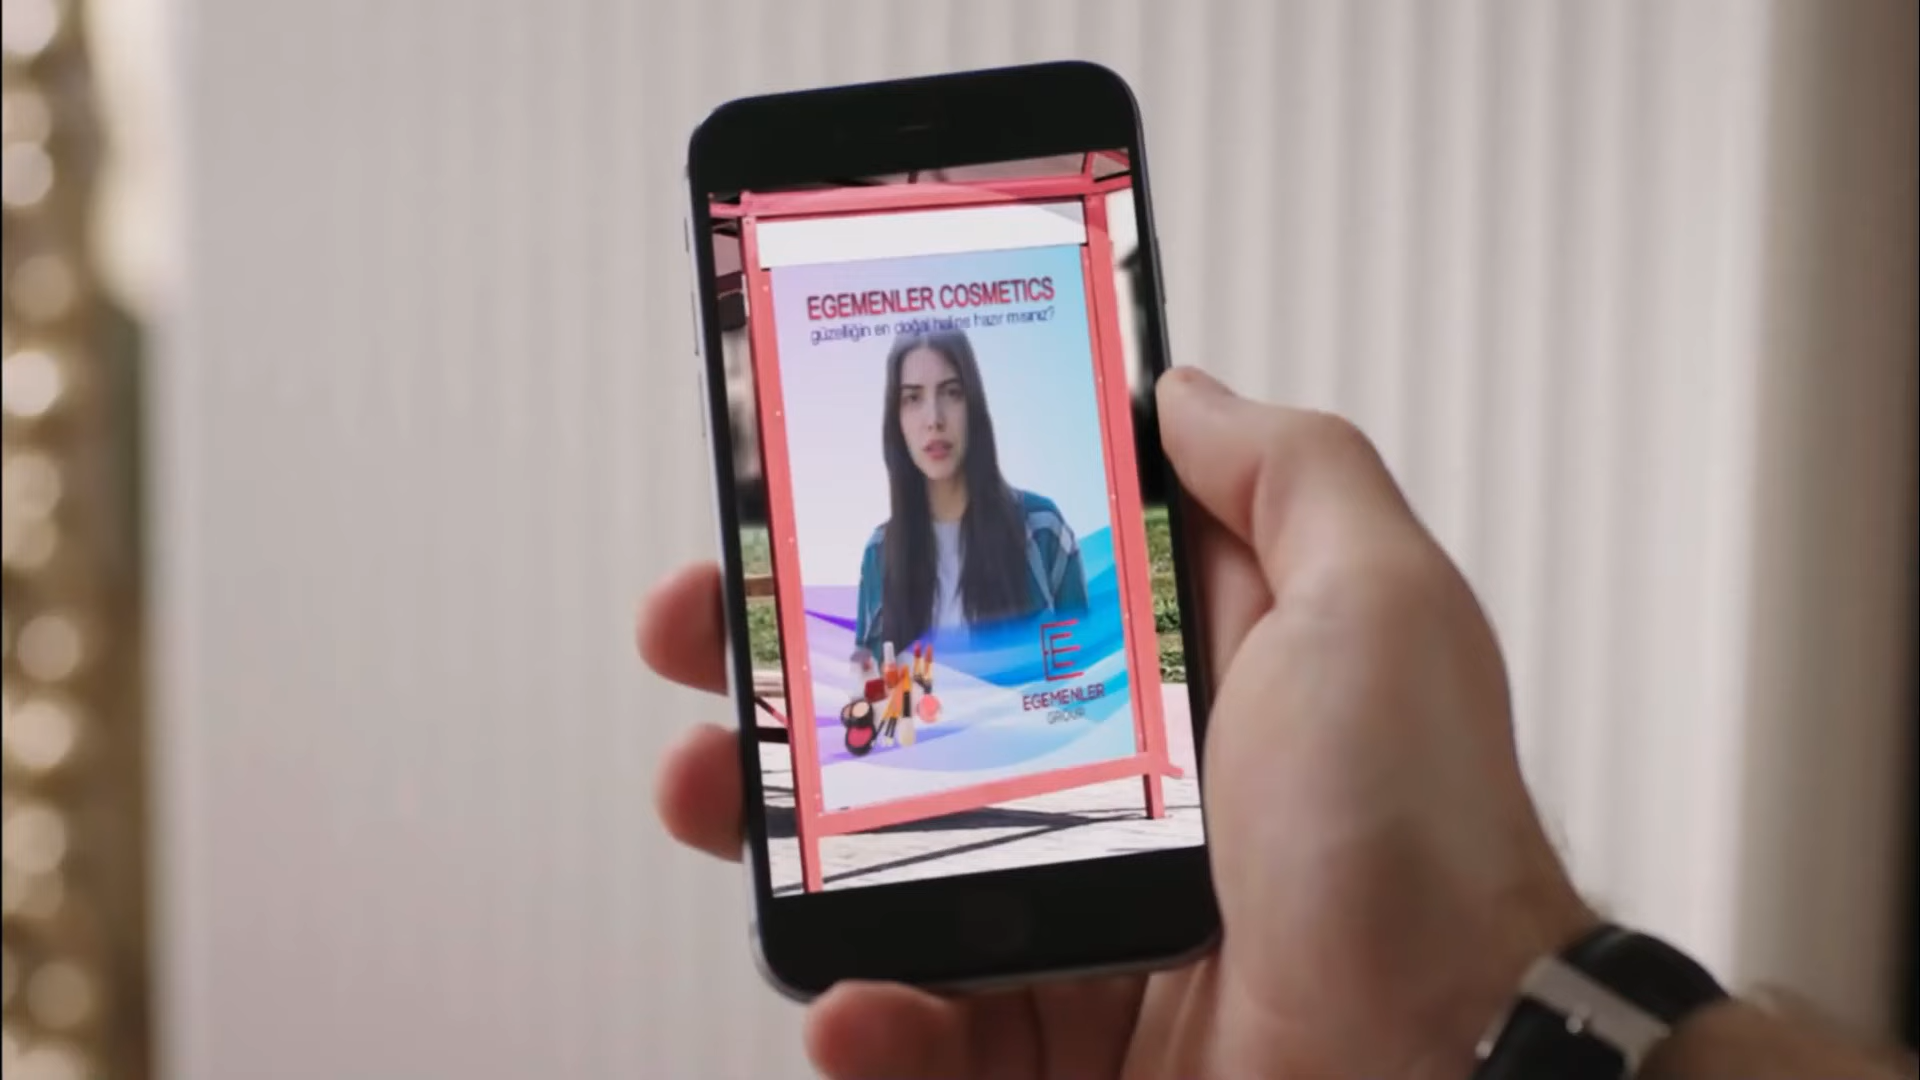 EGEMENLER COSMETICS
güzelliğin en doğal haline hazır mısınız?
EGEMENLER
GROUP